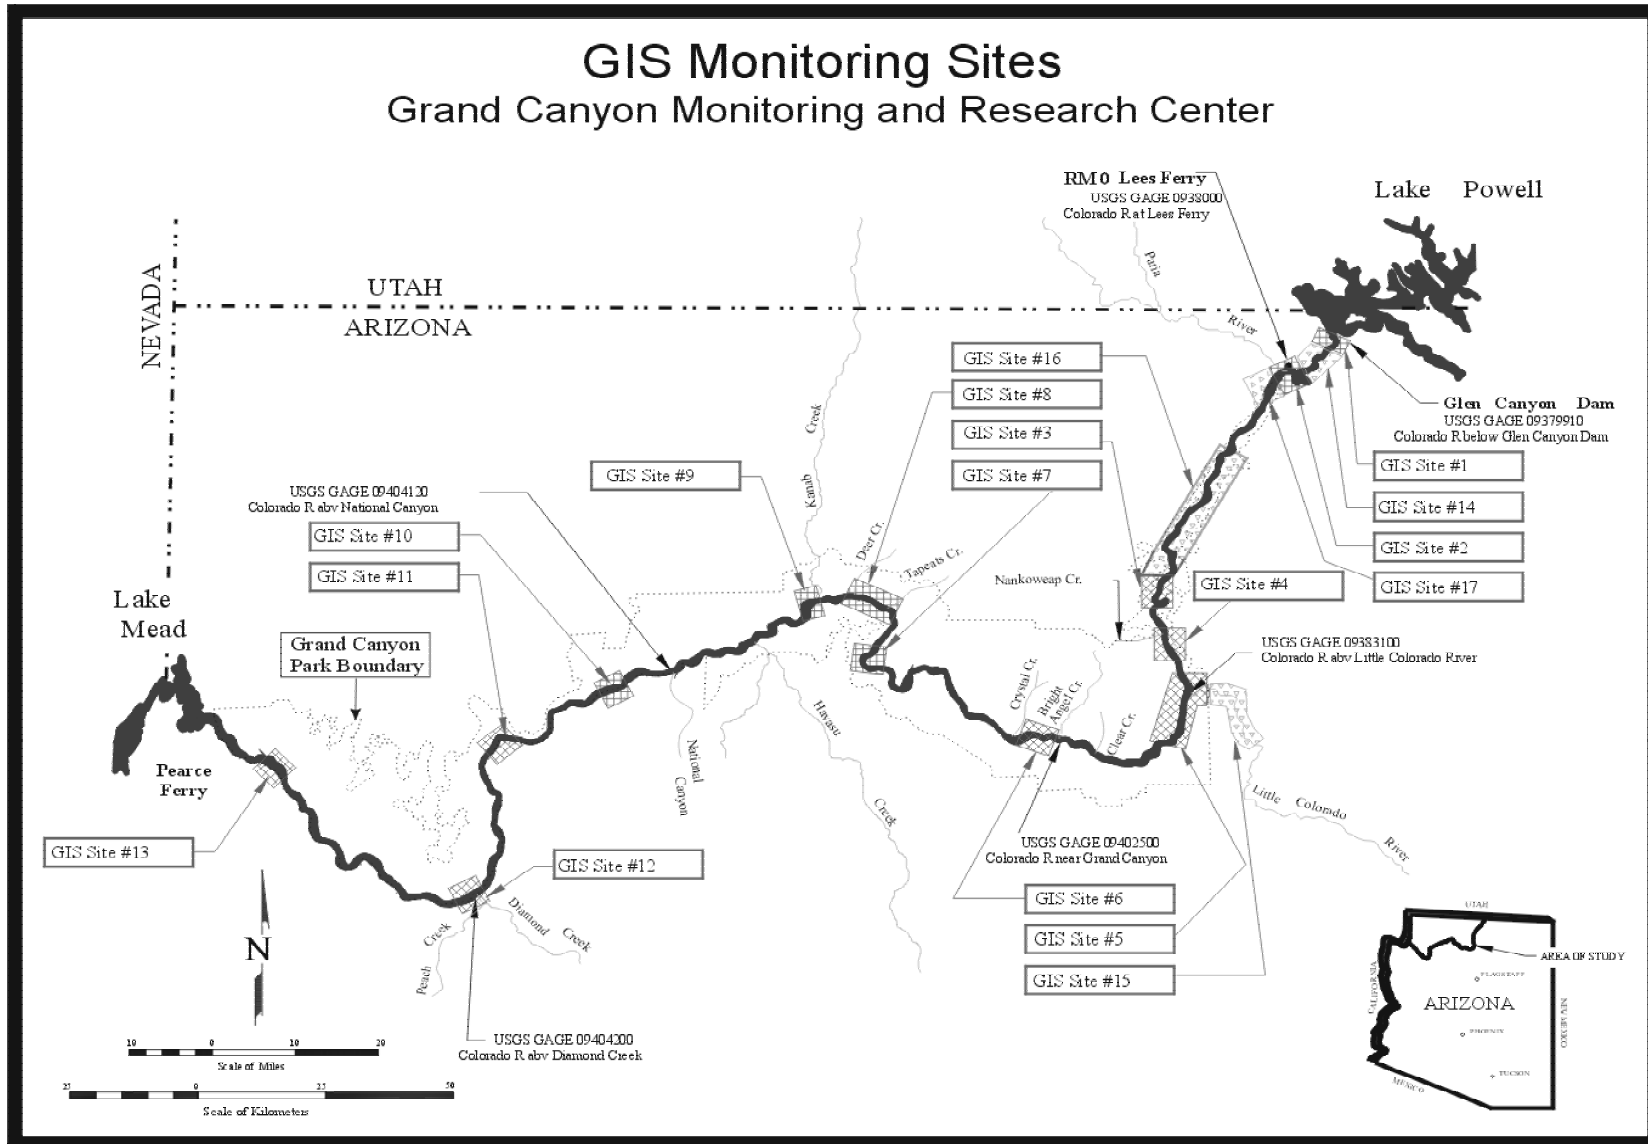 GIS Monitoring Sites
Grand Canyon Monitoring and Research Center
RM 0 Lees Ferry
USGS GAGE 0938000
Colorado R at Lees Ferry
Lake Powell
NEVADA
UTAH
ARIZONA
Paria
River
GIS Site #16
GIS Site #8
GIS Site #3
GIS Site #7
Glen Canyon Dam
USGS GAGE 09379910
Colorado R below Glen Canyon Dam
GIS Site #1
GIS Site #14
GIS Site #2
GIS Site #17
Kanab
Creek
GIS Site #9
USGS GAGE 09404120
Colorado R abv National Canyon
GIS Site #10
GIS Site #11
Deer Cr.
Tapeats Cr.
Nankoweap Cr.
GIS Site #4
Lake
Mead
Grand Canyon
Park Boundary
USGS GAGE 09383100
Colorado R abv Little Colorado River
Crystal Cr.
Bright
Angel Cr.
Clear Cr.
Havasu
Creek
National
Canyon
Pearce
Ferry
Little Colorado
River
GIS Site #13
GIS Site #12
USGS GAGE 09402500
Colorado R near Grand Canyon
GIS Site #6
GIS Site #5
GIS Site #15
Diamond
Creek
Peach
Creek
N
USGS GAGE 09404200
Colorado R abv Diamond Creek
10 0 10 20
Scale of Miles
25 0 25 50
Scale of Kilometers
UTAH
AREA OF STUDY
CALIFORNIA
FLAGSTAFF
ARIZONA
NEW MEXICO
PHOENIX
TUCSON
MEXICO